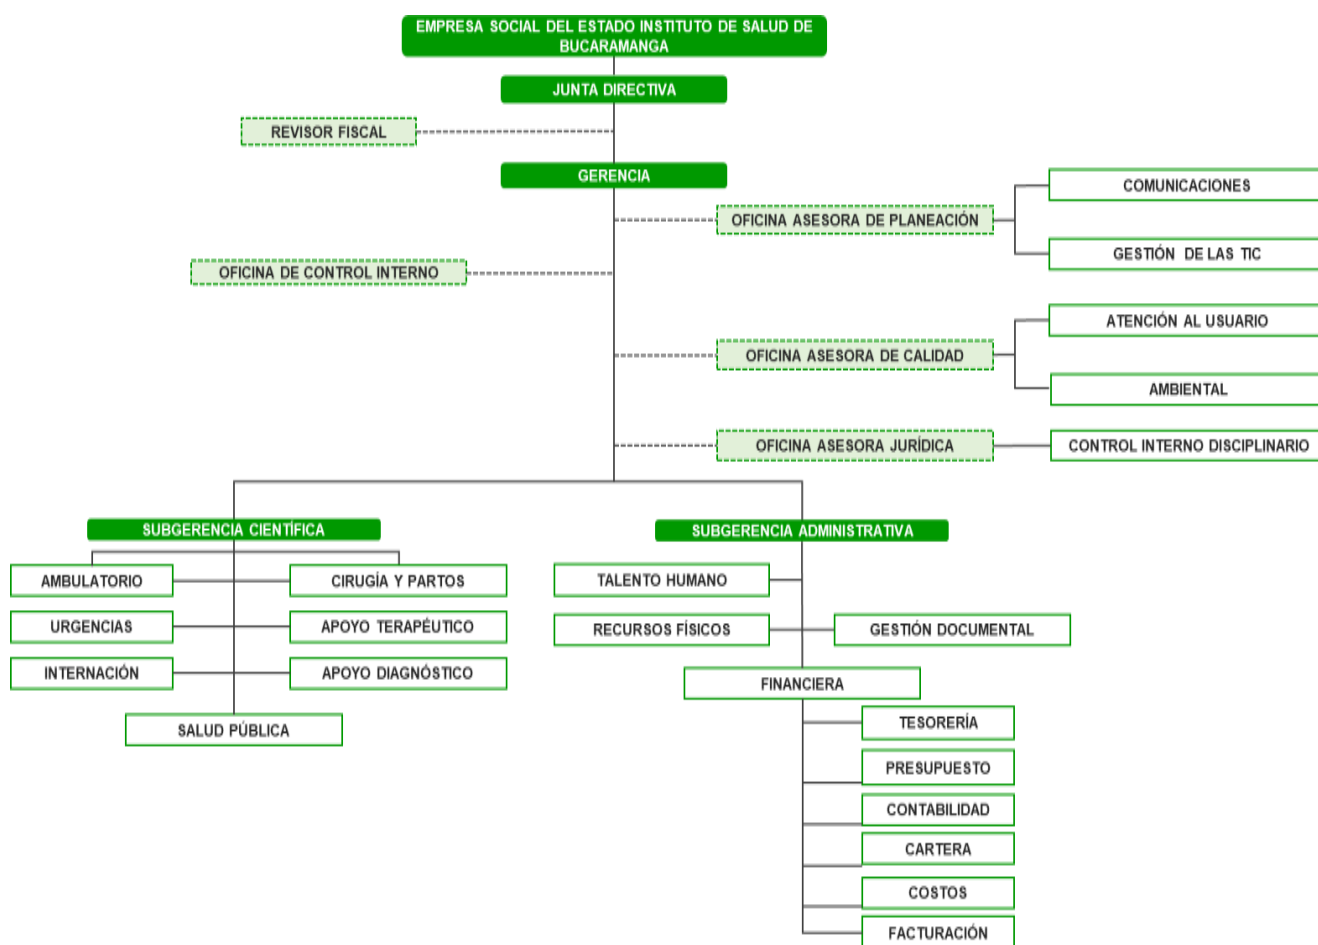 EMPRESA SOCIAL DEL ESTADO INSTITUTO DE SALUD DE
BUCARAMANGA
JUNTA DIRECTIVA
REVISOR FISCAL
GERENCIA
COMUNICACIONES
OFICINA ASESORA DE PLANEACIÓN
GESTIÓN DE LAS TIC
OFICINA DE CONTROL INTERNO
ATENCIÓN AL USUARIO
OFICINA ASESORA DE CALIDAD
AMBIENTAL
OFICINA ASESORA JURÍDICA
CONTROL INTERNO DISCIPLINARIO
SUBGERENCIA CIENTÍFICA
SUBGERENCIA ADMINISTRATIVA
AMBULATORIO
CIRUGÍA Y PARTOS
TALENTO HUMANO
URGENCIAS
APOYO TERAPÉUTICO
RECURSOS FÍSICOS
GESTIÓN DOCUMENTAL
INTERNACIÓN
APOYO DIAGNÓSTICO
FINANCIERA
SALUD PÚBLICA
TESORERÍA
PRESUPUESTO
CONTABILIDAD
CARTERA
COSTOS
FACTURACIÓN